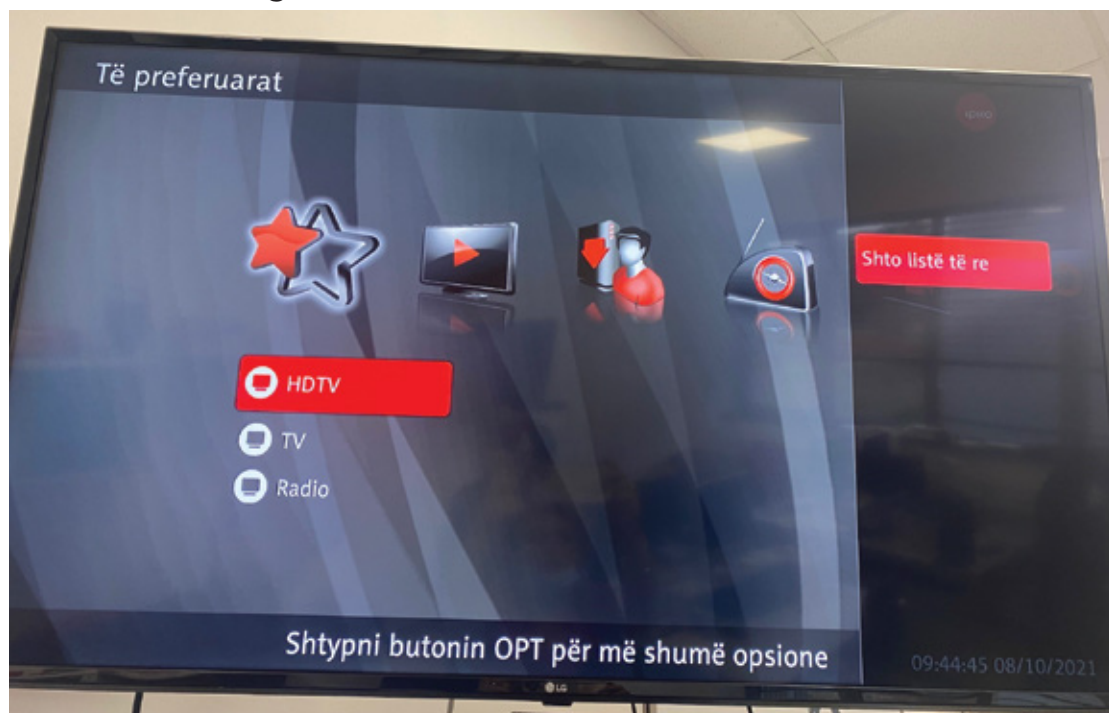 Të preferuarat
Shto listë të re
HDTV
TV
Radio
Shtypni butonin OPT për më shumë opsione
09:44:45 08/10/2021
LG